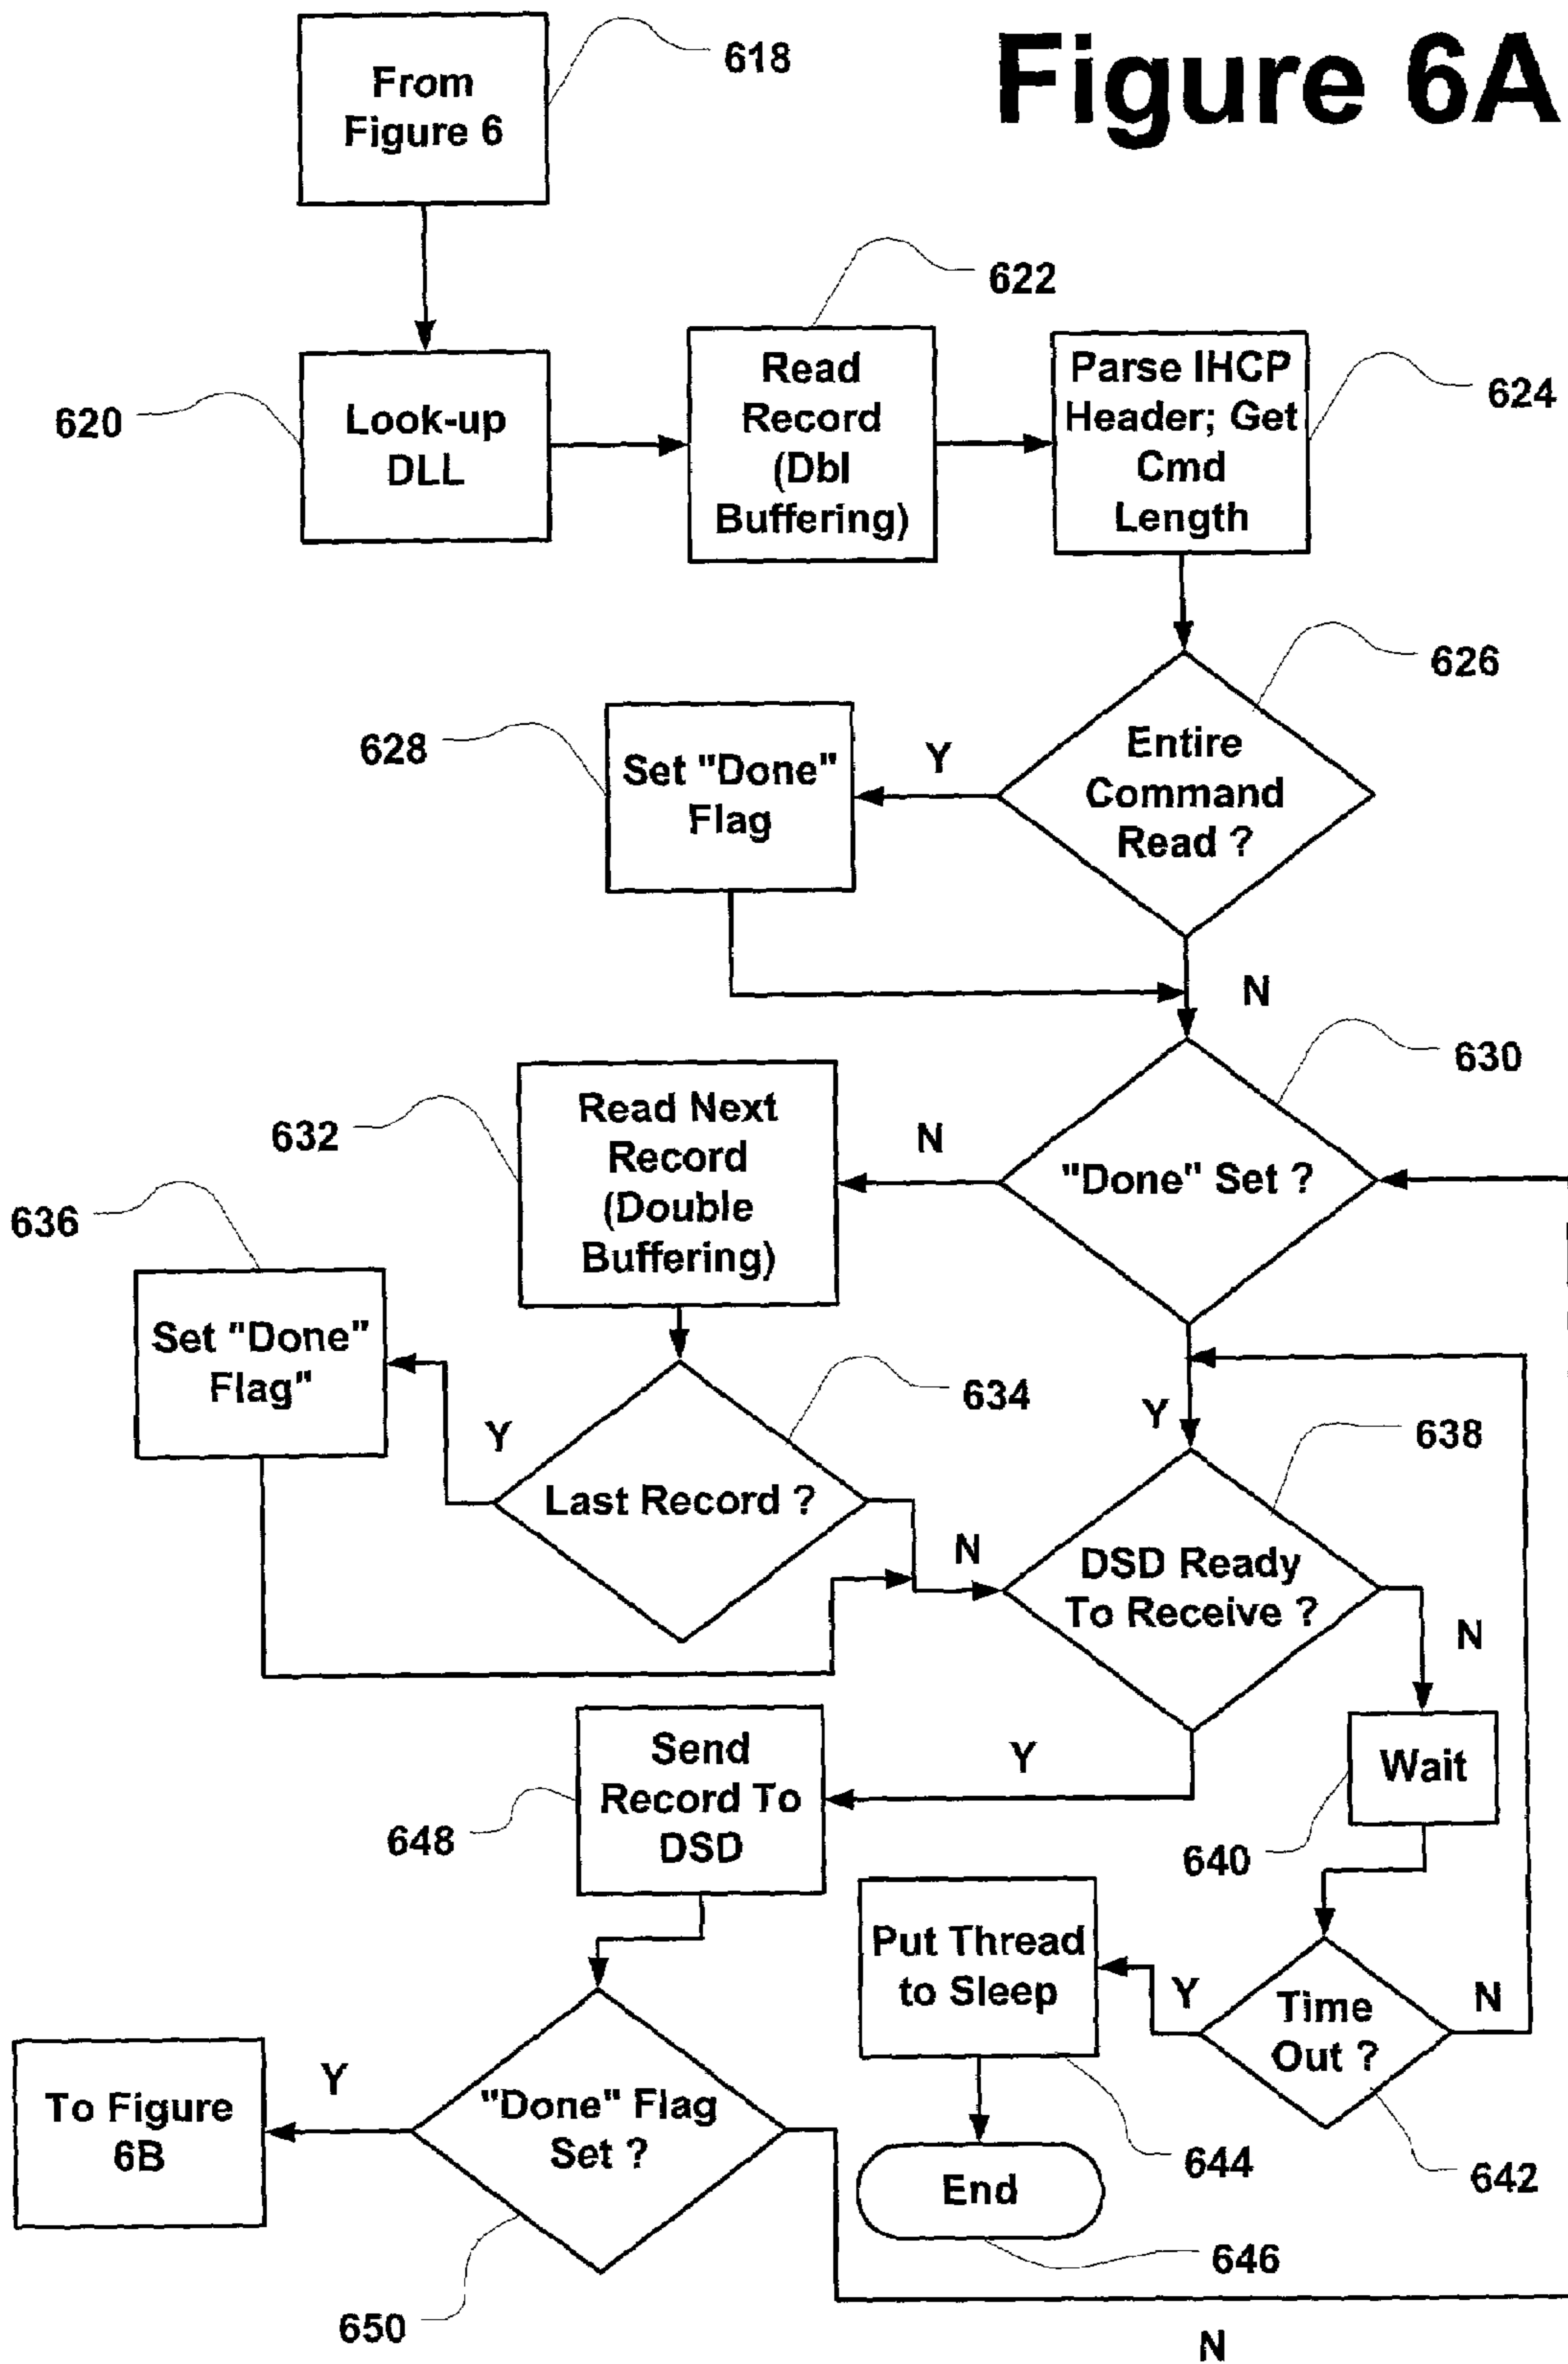 Figure 6A
From
Figure 6
618
622
620
Look-up
DLL
Read
Record
(Dbl
Buffering)
Parse IHCP
Header; Get
Cmd
Length
624
626
Entire
Command
Read ?
Y
628
Set "Done"
Flag
N
630
"Done" Set ?
N
632
Read Next
Record
(Double
Buffering)
636
Set "Done"
Flag"
Y
634
Last Record ?
N
Y
638
DSD Ready
To Receive ?
N
Wait
640
Y
Send
Record To
DSD
648
Put Thread
to Sleep
Y
Time
Out ?
N
642
644
End
646
To Figure
6B
Y
"Done" Flag
Set ?
650
N